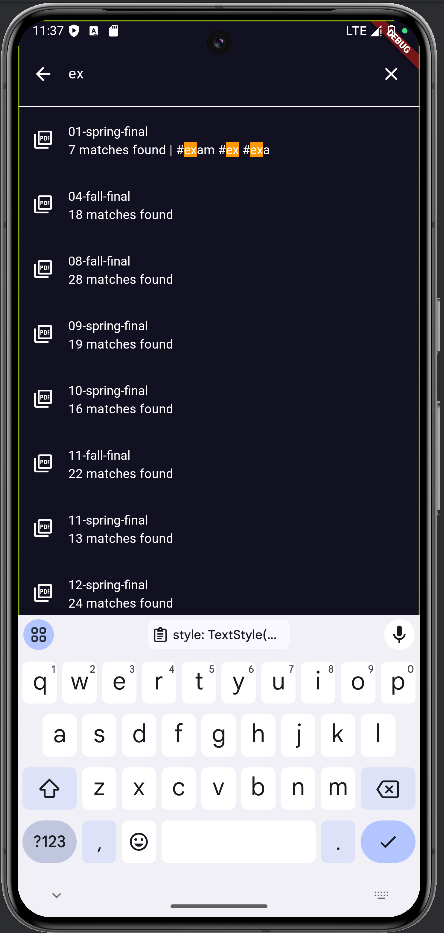 11:37 A LTE
DEBUG
ex
PDF 01-spring-final
7 matches found | #exam #ex #exa
PDF 04-fall-final
18 matches found
PDF 08-fall-final
28 matches found
PDF 09-spring-final
19 matches found
PDF 10-spring-final
16 matches found
PDF 11-fall-final
22 matches found
PDF 11-spring-final
13 matches found
PDF 12-spring-final
24 matches found
style: TextStyle(...
1 2 3 4 5 6 7 8 9 0
q w e r t y u i o p
a s d f g h j k l
z x c v b n m
?123 , .